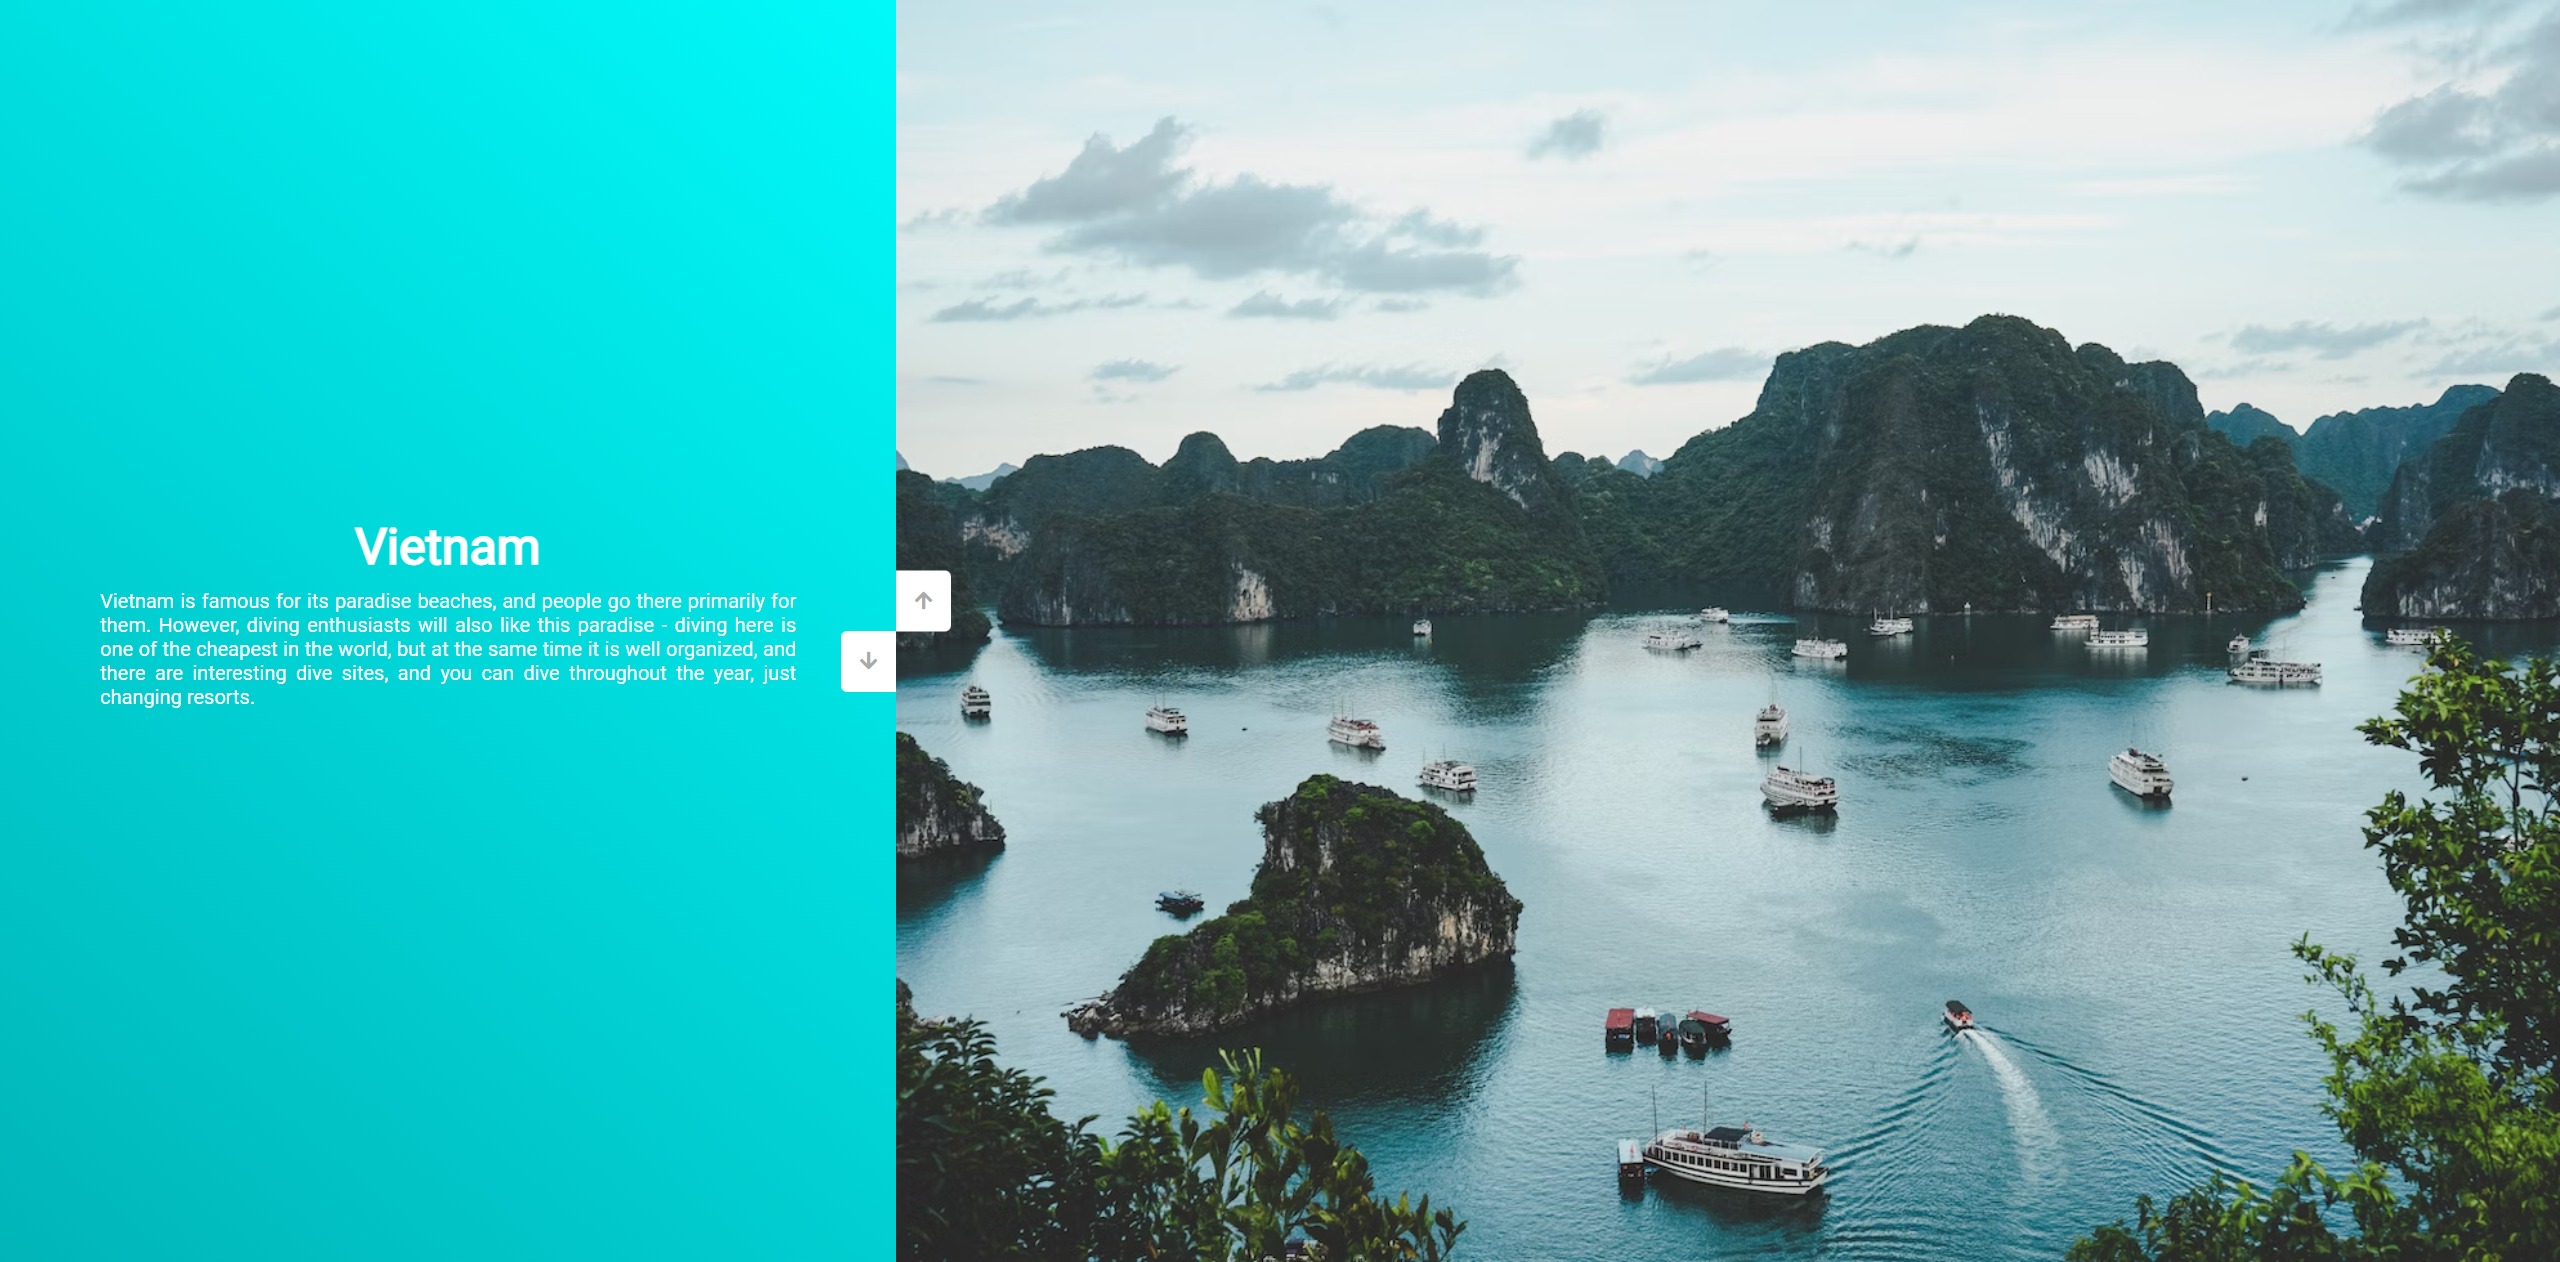 Vietnam
Vietnam is famous for its paradise beaches, and people go there primarily for
them. However, diving enthusiasts will also like this paradise - diving here is
one of the cheapest in the world, but at the same time it is well organized, and
there are interesting dive sites, and you can dive throughout the year, just
changing resorts.